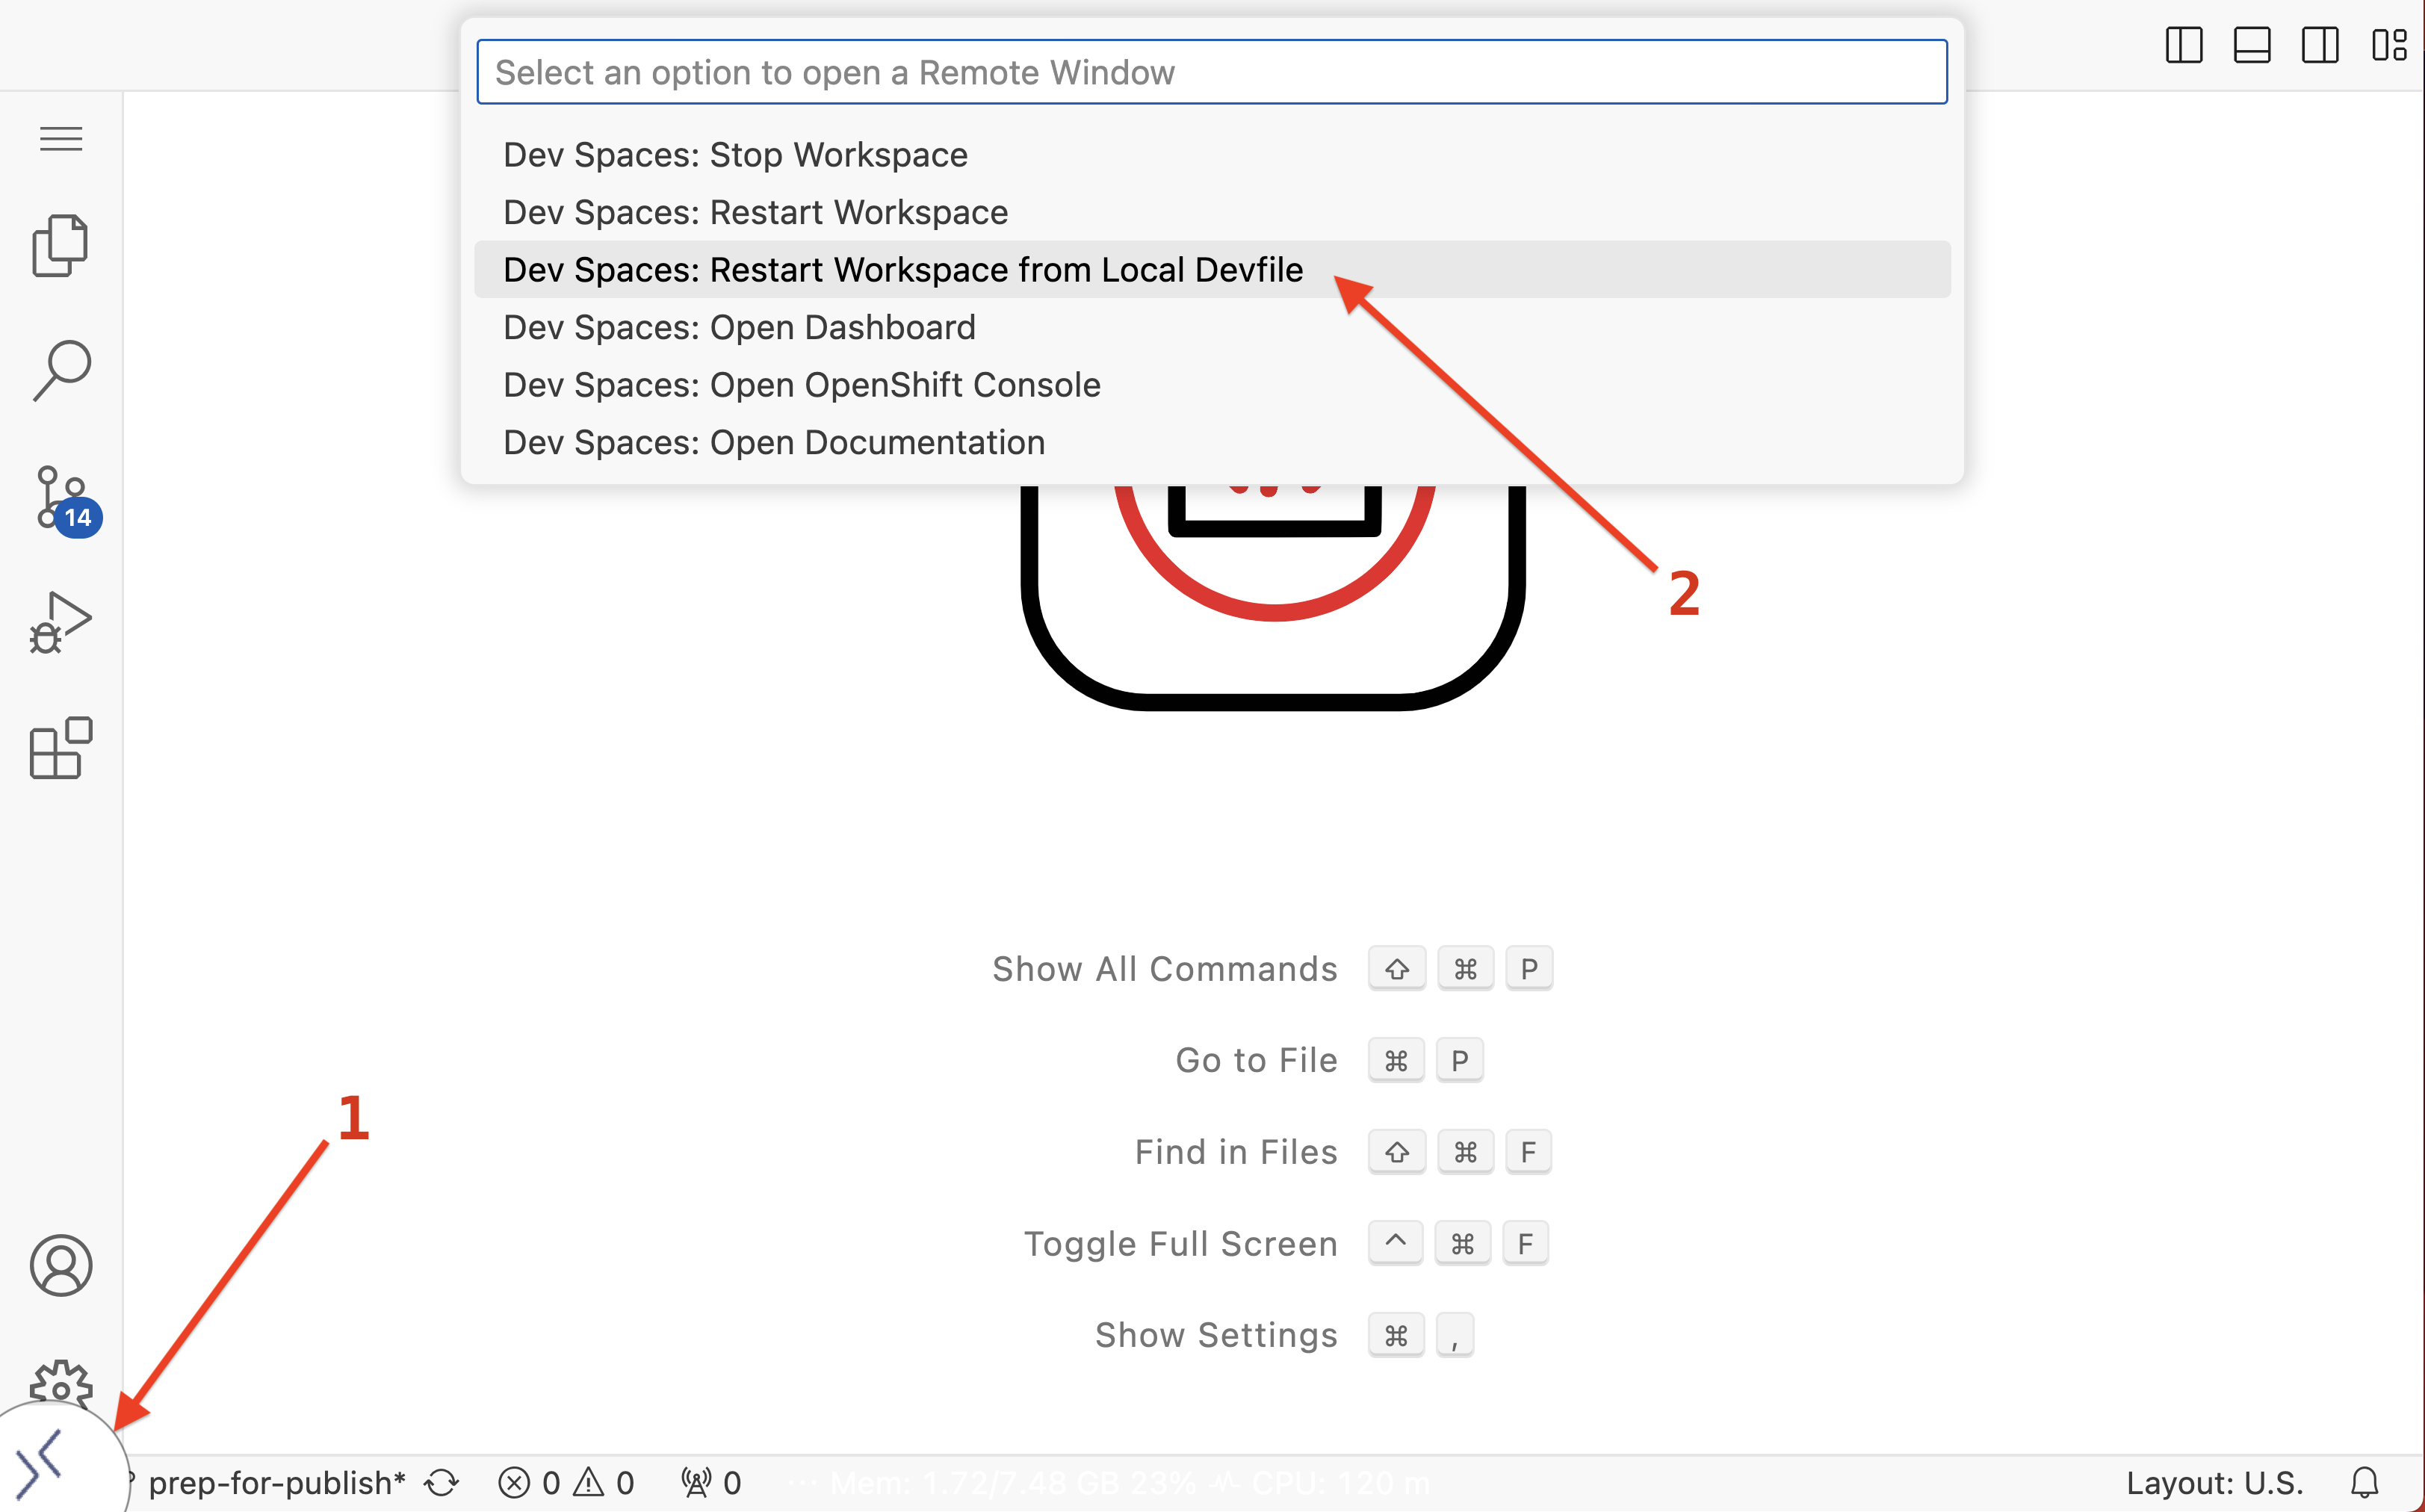 Select an option to open a Remote Window
Dev Spaces: Stop Workspace
Dev Spaces: Restart Workspace
Dev Spaces: Restart Workspace from Local Devfile
Dev Spaces: Open Dashboard
Dev Spaces: Open OpenShift Console
Dev Spaces: Open Documentation
14
2
Show All Commands ⇧ ⌘ P
Go to File ⌘ P
1
Find in Files ⇧ ⌘ F
Toggle Full Screen ^ ⌘ F
Show Settings ⌘ ,
prep-for-publish* 0 0 0 ··· Mem: 1.72/7.48 GB 23% CPU: 120 m Layout: U.S.